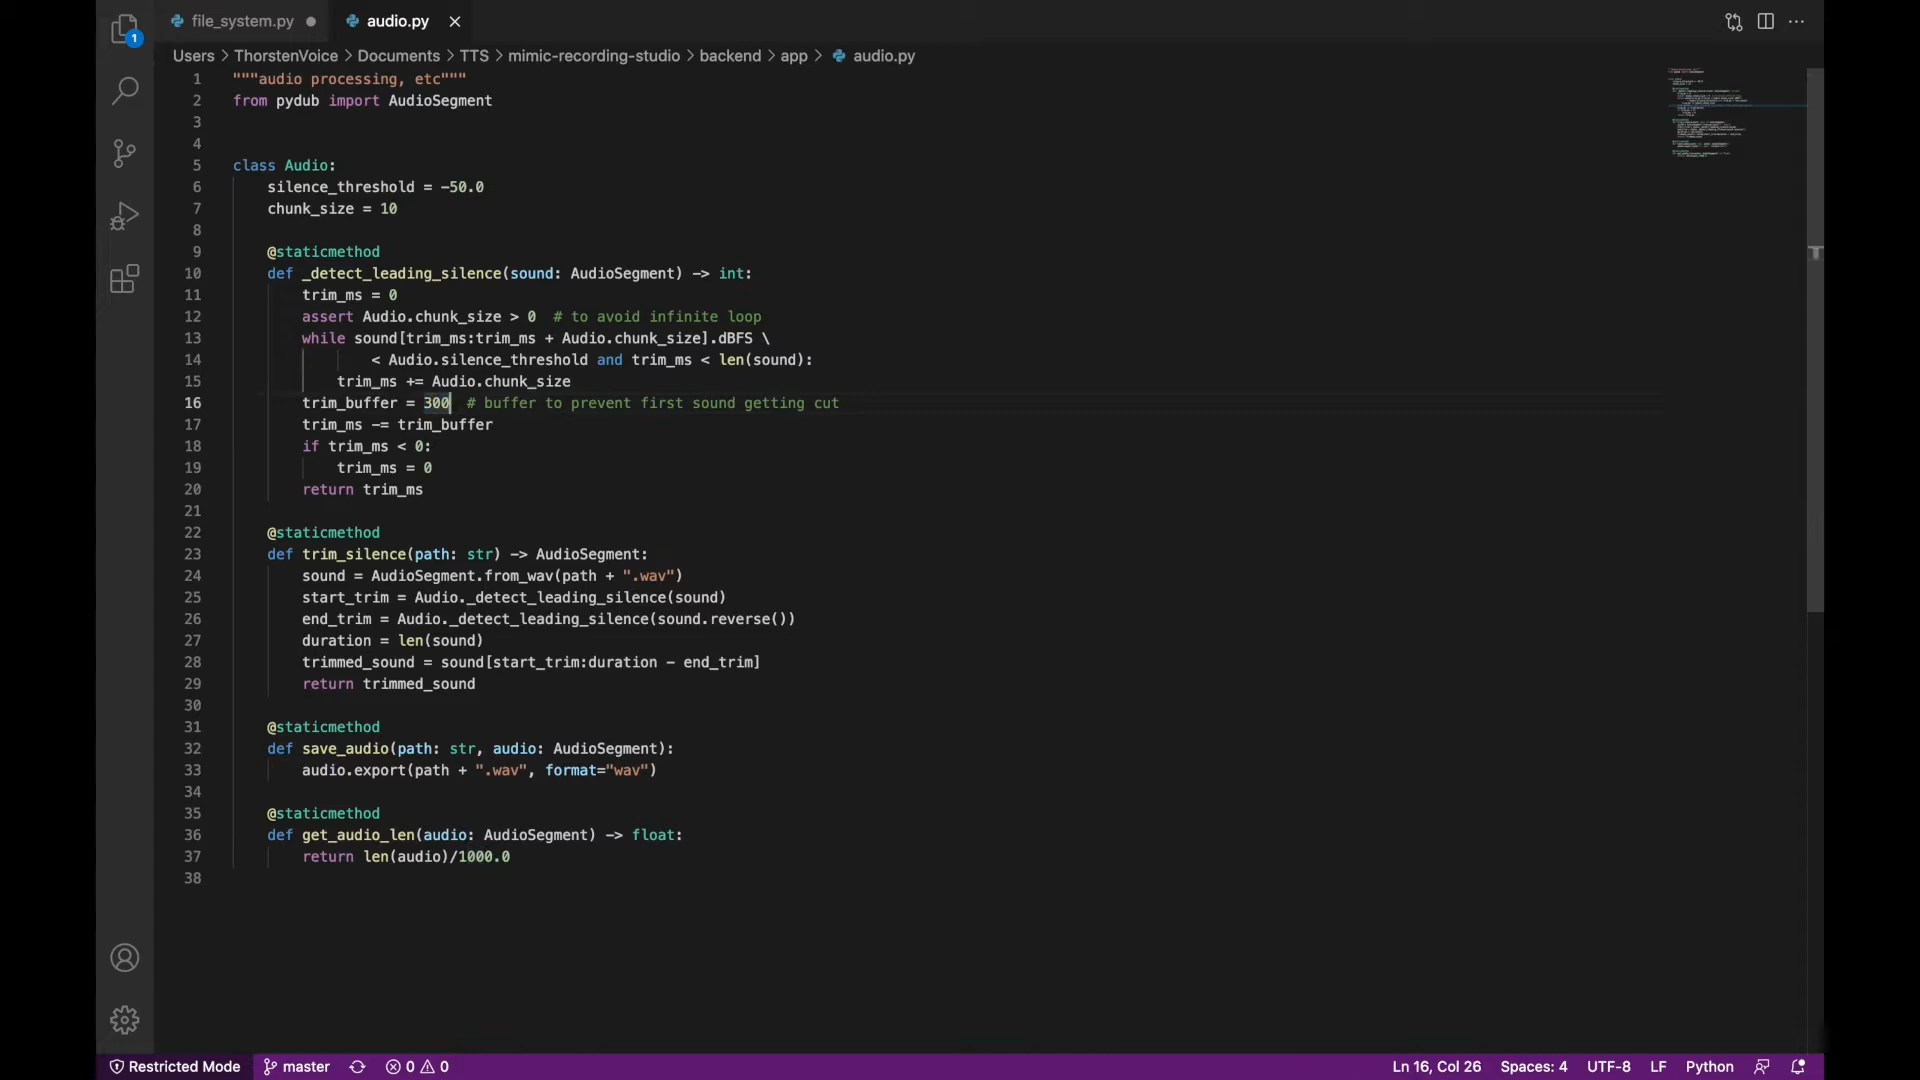 file_system.py audio.py
1
Users > ThorstenVoice > Documents > TTS > mimic-recording-studio > backend > app > audio.py
1 """audio processing, etc"""
2 from pydub import AudioSegment
3
4
5 class Audio:
6     silence_threshold = -50.0
7     chunk_size = 10
8
9     @staticmethod
10     def _detect_leading_silence(sound: AudioSegment) -> int:
11         trim_ms = 0
12         assert Audio.chunk_size > 0  # to avoid infinite loop
13         while sound[trim_ms:trim_ms + Audio.chunk_size].dBFS \
14                 < Audio.silence_threshold and trim_ms < len(sound):
15             trim_ms += Audio.chunk_size
16         trim_buffer = 300  # buffer to prevent first sound getting cut
17         trim_ms -= trim_buffer
18         if trim_ms < 0:
19             trim_ms = 0
20         return trim_ms
21
22     @staticmethod
23     def trim_silence(path: str) -> AudioSegment:
24         sound = AudioSegment.from_wav(path + ".wav")
25         start_trim = Audio._detect_leading_silence(sound)
26         end_trim = Audio._detect_leading_silence(sound.reverse())
27         duration = len(sound)
28         trimmed_sound = sound[start_trim:duration - end_trim]
29         return trimmed_sound
30
31     @staticmethod
32     def save_audio(path: str, audio: AudioSegment):
33         audio.export(path + ".wav", format="wav")
34
35     @staticmethod
36     def get_audio_len(audio: AudioSegment) -> float:
37         return len(audio)/1000.0
38
Restricted Mode master 0 0 Ln 16, Col 26 Spaces: 4 UTF-8 LF Python